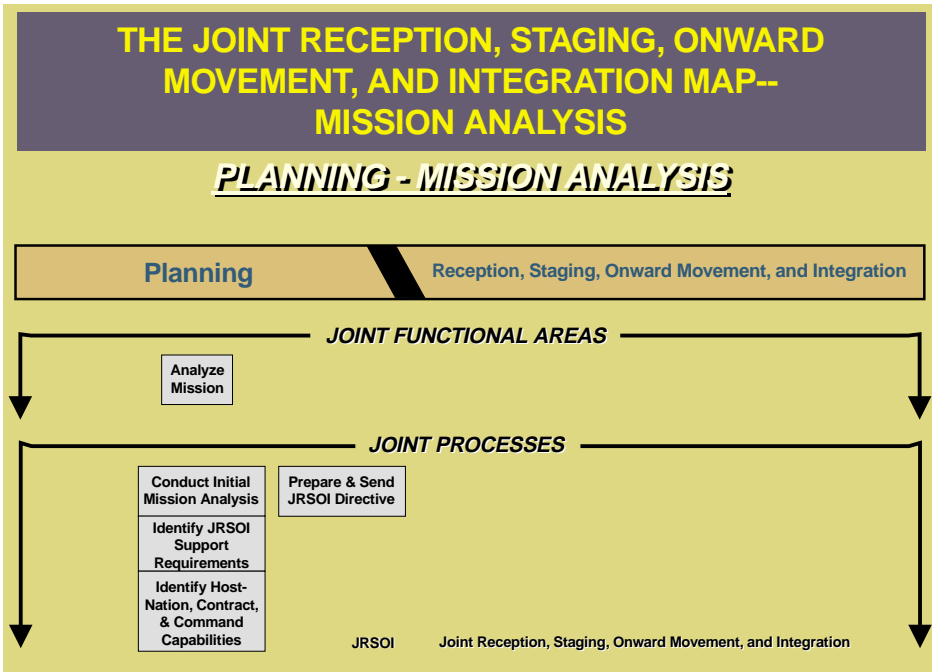 THE JOINT RECEPTION, STAGING, ONWARD
MOVEMENT, AND INTEGRATION MAP--
MISSION ANALYSIS
PLANNING - MISSION ANALYSIS
Planning
Reception, Staging, Onward Movement, and Integration
JOINT FUNCTIONAL AREAS
Analyze
Mission
JOINT PROCESSES
Conduct Initial
Mission Analysis
Prepare & Send
JRSOI Directive
Identify JRSOI
Support
Requirements
Identify Host-
Nation, Contract,
& Command
Capabilities
JRSOI Joint Reception, Staging, Onward Movement, and Integration